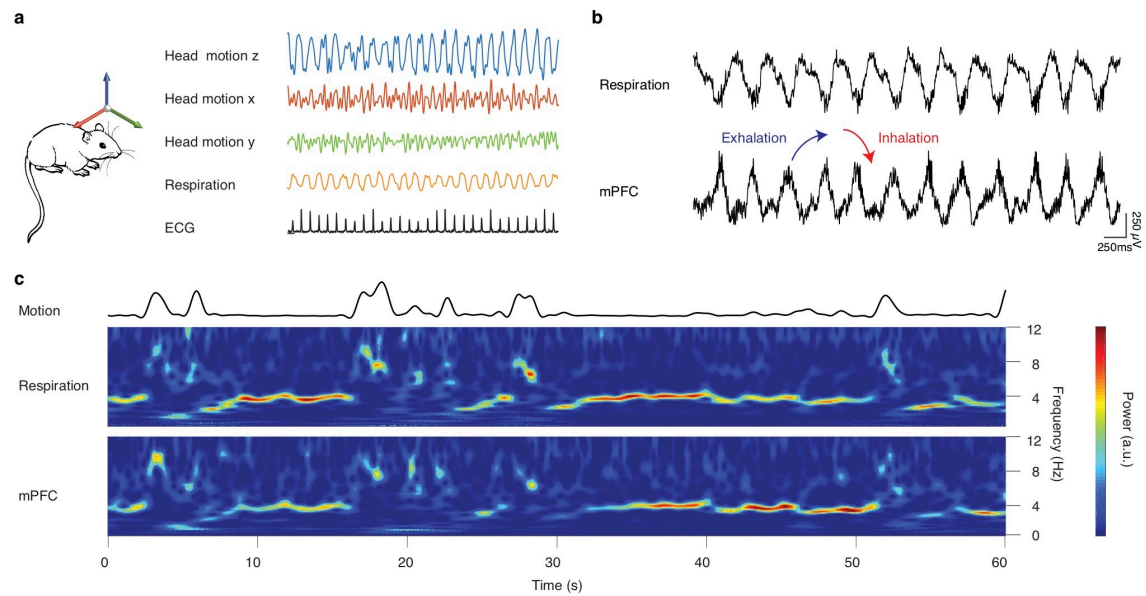 a
Head motion z
Head motion x
Head motion y
Respiration
ECG
b
Respiration
Exhalation
Inhalation
mPFC
250 µV
250ms
c
Motion
Respiration
12
8
4
mPFC
12
8
4
0
Frequency (Hz)
Power (a.u.)
0 10 20 30 40 50 60
Time (s)